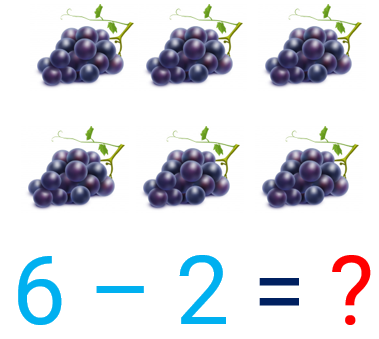 6 – 2 = ?